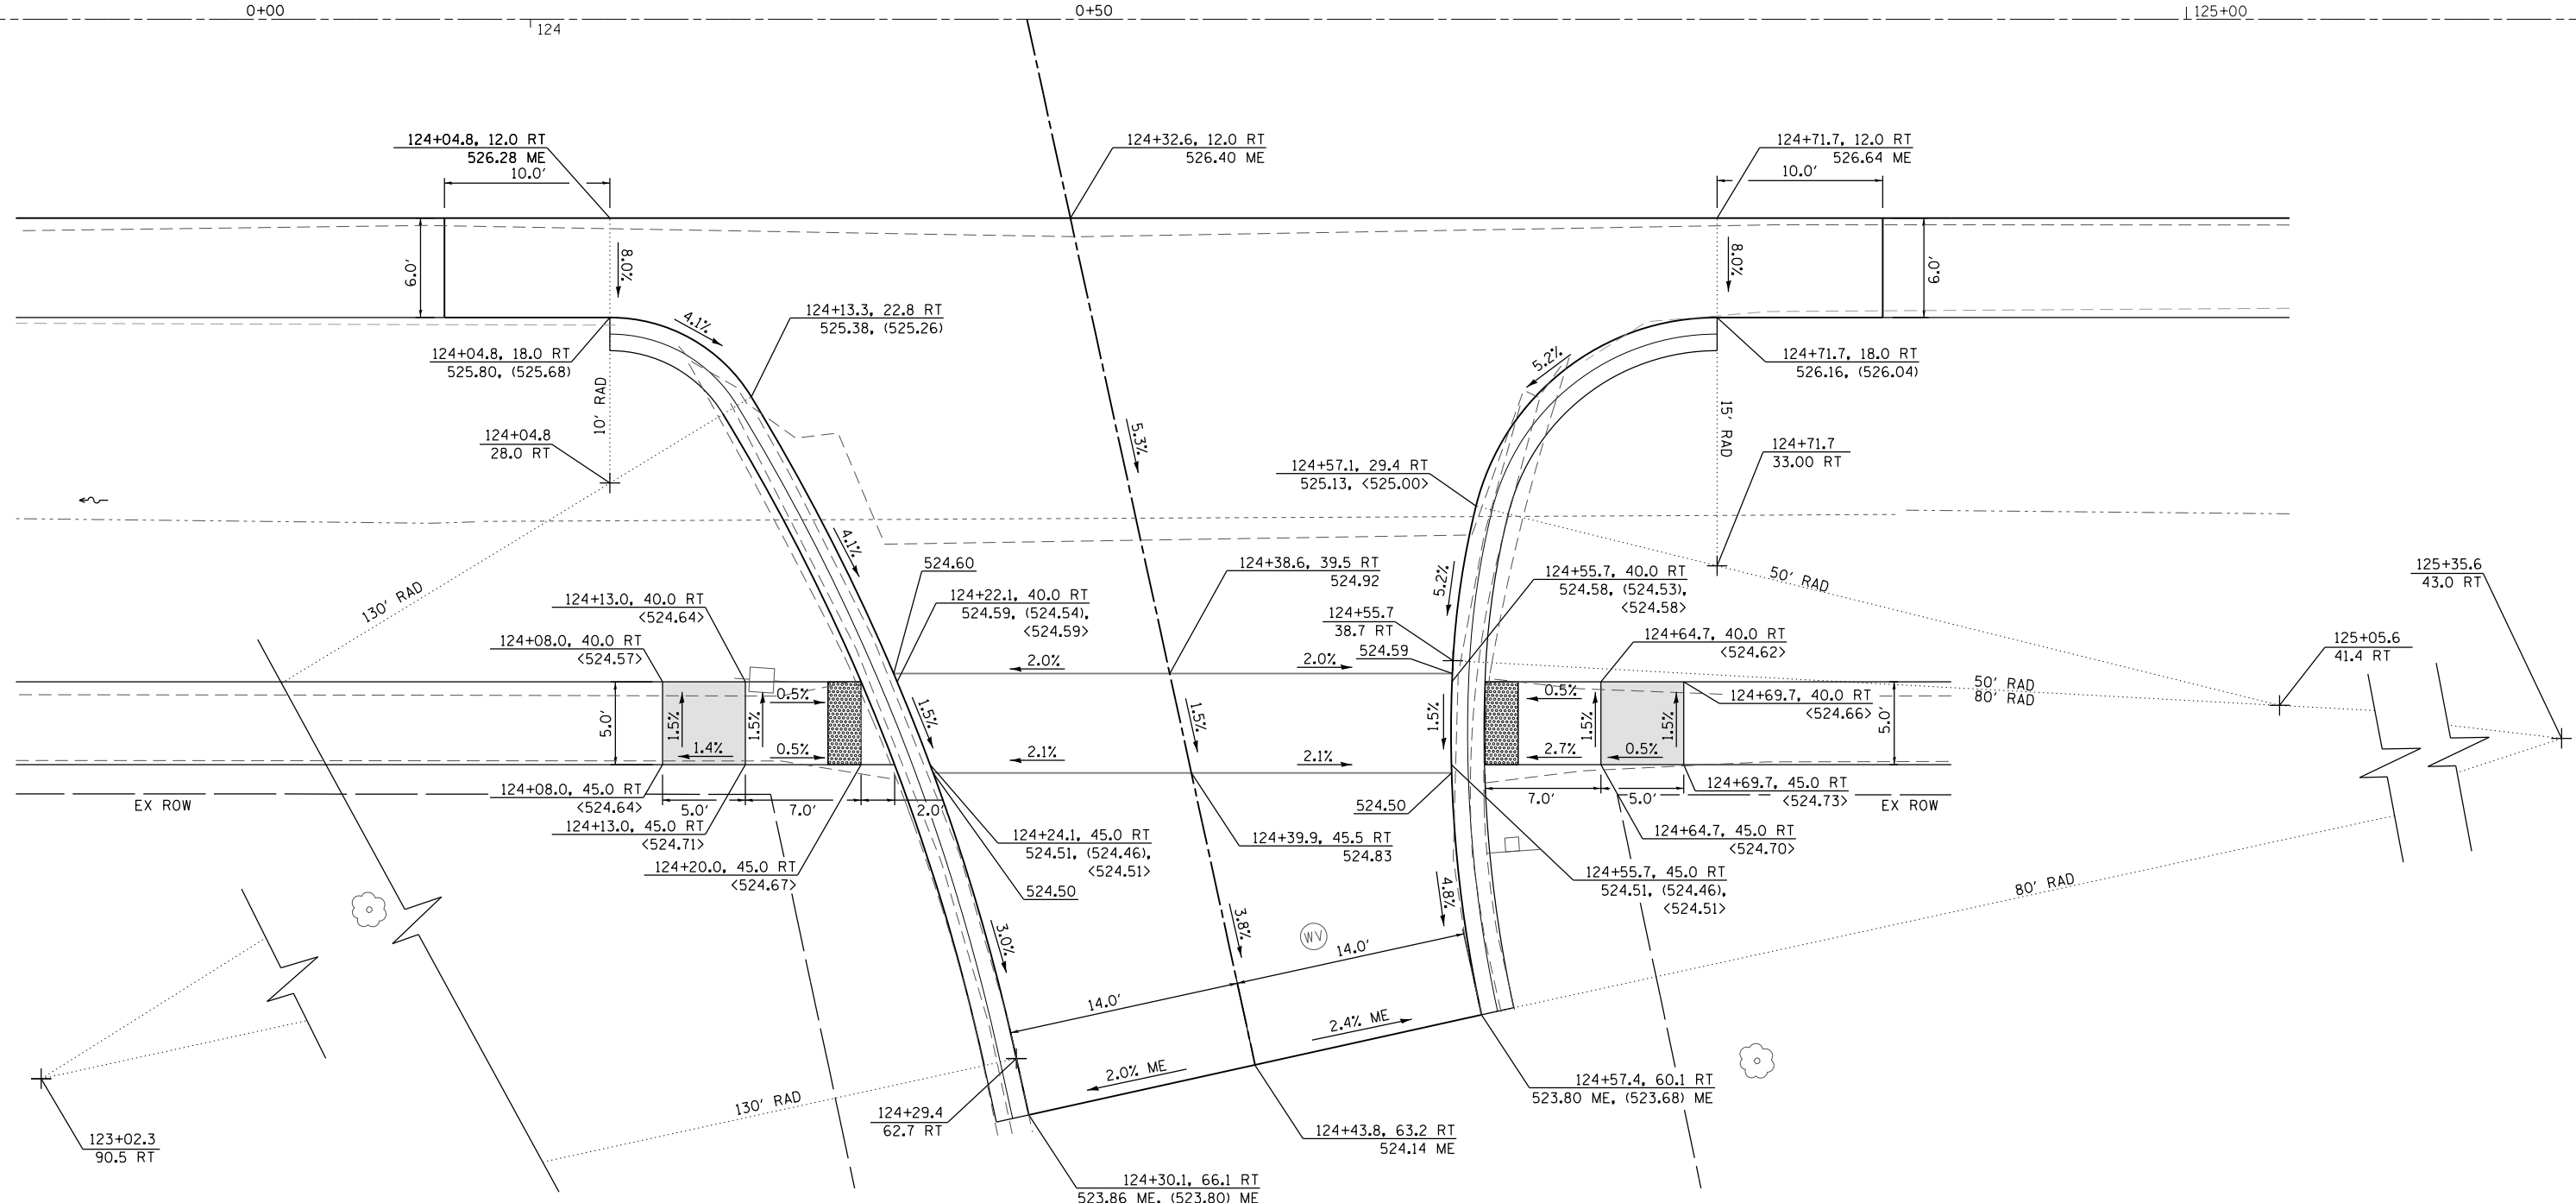 0+00
0+50
125+00
124
124+04.8, 12.0 RT
526.28 ME
124+32.6, 12.0 RT
526.40 ME
124+71.7, 12.0 RT
526.64 ME
10.0'
10.0'
6.0'
8.0%
8.0%
6.0'
4.1%
124+13.3, 22.8 RT
525.38, (525.26)
124+04.8, 18.0 RT
525.80, (525.68)
5.2%
124+71.7, 18.0 RT
526.16, (526.04)
10' RAD
15' RAD
124+04.8
28.0 RT
5.3%
124+71.7
33.00 RT
124+57.1, 29.4 RT
525.13, <525.00>
4.1%
524.60
124+38.6, 39.5 RT
524.92
5.2%
124+55.7, 40.0 RT
524.58, (524.53),
<524.58>
50' RAD
125+35.6
43.0 RT
130' RAD
124+13.0, 40.0 RT
<524.64>
124+22.1, 40.0 RT
524.59, (524.54),
<524.59>
124+55.7
38.7 RT
124+08.0, 40.0 RT
<524.57>
524.59
124+64.7, 40.0 RT
<524.62>
125+05.6
41.4 RT
2.0%
2.0%
50' RAD
80' RAD
0.5%
0.5%
124+69.7, 40.0 RT
<524.66>
5.0'
1.5%
1.5%
1.5%
1.5%
1.5%
1.5%
1.5%
5.0'
1.4%
0.5%
2.1%
2.1%
2.7%
0.5%
124+08.0, 45.0 RT
<524.64>
124+69.7, 45.0 RT
<524.73>
EX ROW
5.0'
7.0'
2.0'
524.50
7.0'
5.0'
EX ROW
124+13.0, 45.0 RT
<524.71>
124+24.1, 45.0 RT
524.51, (524.46),
<524.51>
124+39.9, 45.5 RT
524.83
124+64.7, 45.0 RT
<524.70>
124+20.0, 45.0 RT
<524.67>
524.50
124+55.7, 45.0 RT
524.51, (524.46),
<524.51>
4.8%
80' RAD
3.0%
3.8%
WV
14.0'
14.0'
2.4% ME
2.0% ME
124+57.4, 60.1 RT
523.80 ME, (523.68) ME
130' RAD
124+29.4
62.7 RT
124+43.8, 63.2 RT
524.14 ME
123+02.3
90.5 RT
124+30.1, 66.1 RT
523.86 ME, (523.80) ME